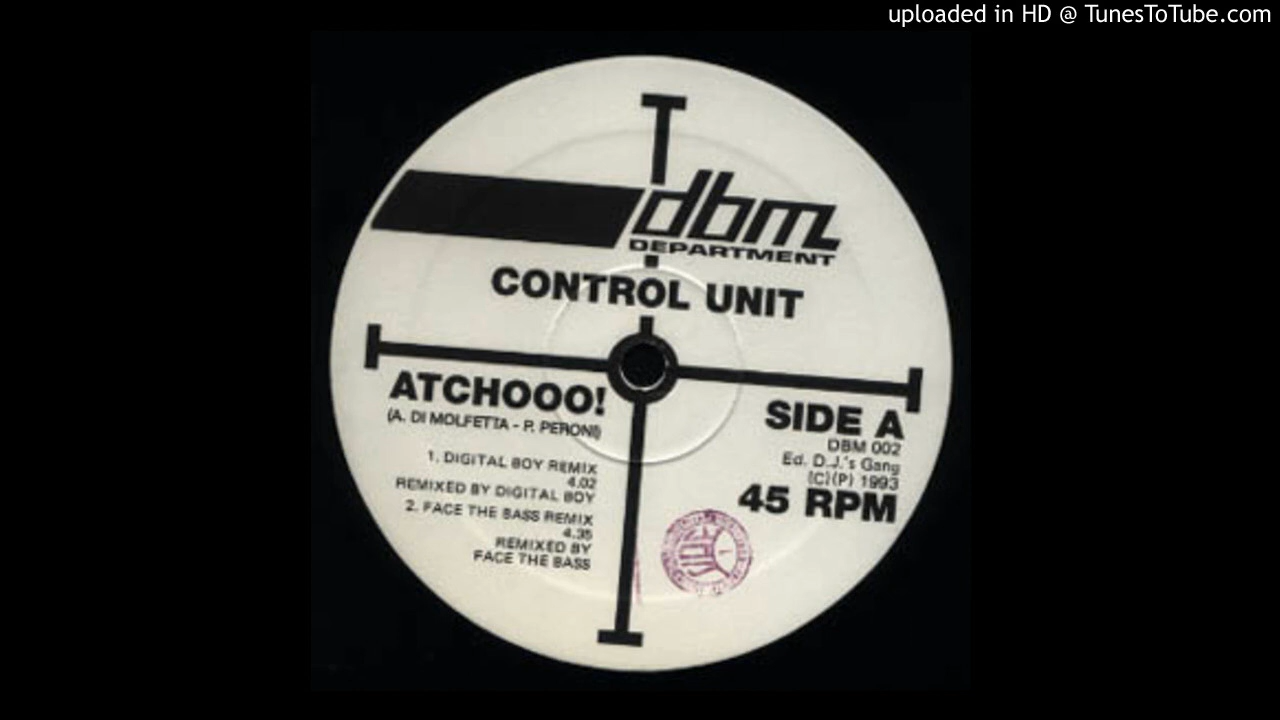 uploaded in HD @ TunesToTube.com
dbm
DEPARTMENT
CONTROL UNIT
ATCHOOO!
(A. DI MOLFETTA - P. PERONI)
1. DIGITAL BOY REMIX
4.02
REMIXED BY DIGITAL BOY
2. FACE THE BASS REMIX
4.35
REMIXED BY
FACE THE BASS
SIDE A
DBM 002
Ed. D.J.'s Gang
(C)(P) 1993
45 RPM